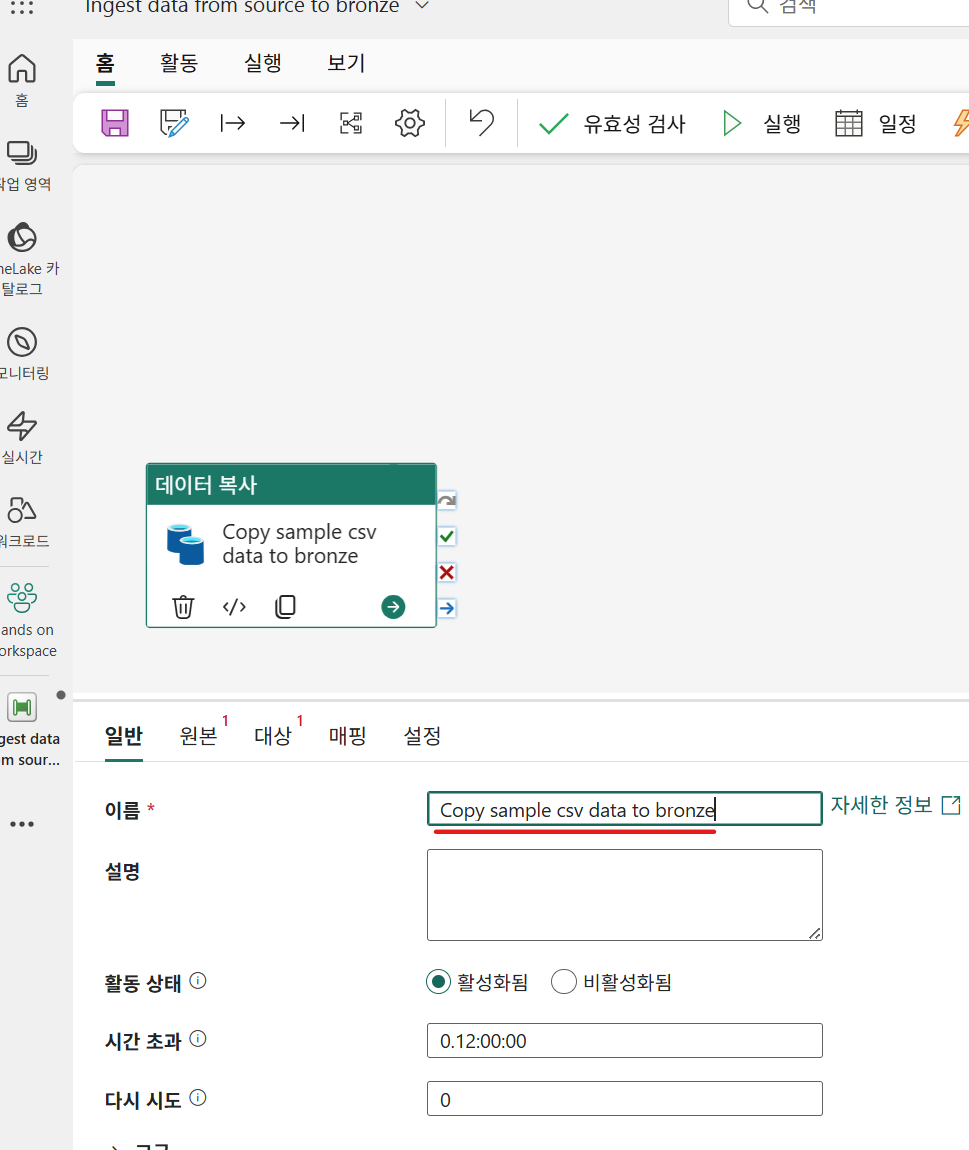 Ingest data from source to bronze
검색
홈 활동 실행 보기
유효성 검사 실행 일정
홈
작업 영역
neLake 카
탈로그
모니터링
실시간
워크로드
ands on
orkspace
gest data
m sour...
데이터 복사
Copy sample csv
data to bronze
일반 원본 1 대상 1 매핑 설정
이름 * Copy sample csv data to bronze 자세한 정보
설명
활동 상태 활성화됨 비활성화됨
시간 초과 0.12:00:00
다시 시도 0